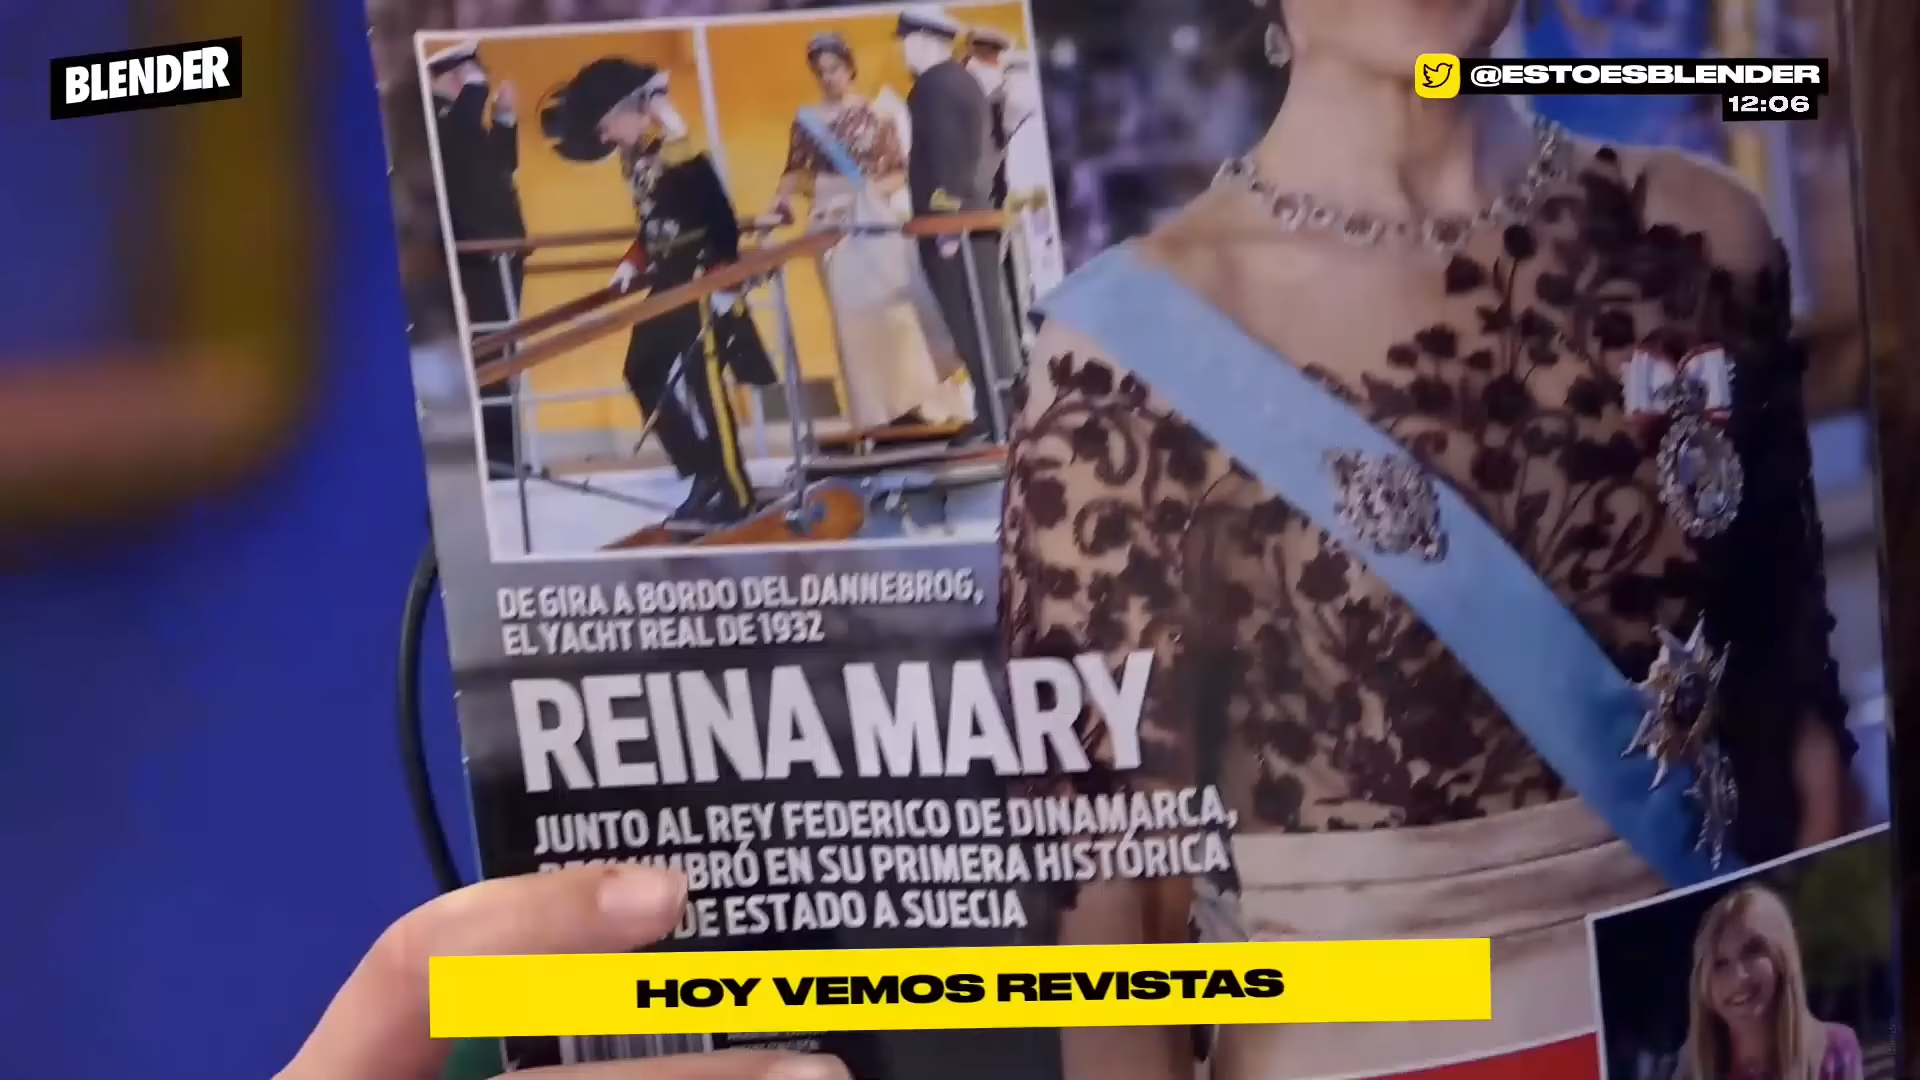 BLENDER
@ESTOESBLENDER
12:06
DE GIRA A BORDO DEL DANNEBROG,
EL YACHT REAL DE 1932
REINA MARY
JUNTO AL REY FEDERICO DE DINAMARCA,
EN SU PRIMERA HISTÓRICA
DE ESTADO A SUECIA
HOY VEMOS REVISTAS